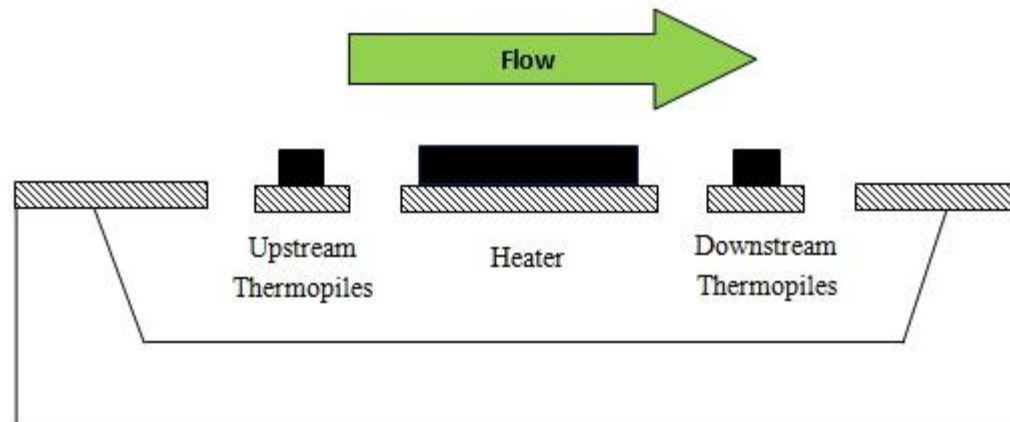 Flow
Upstream
Thermopiles
Heater
Downstream
Thermopiles